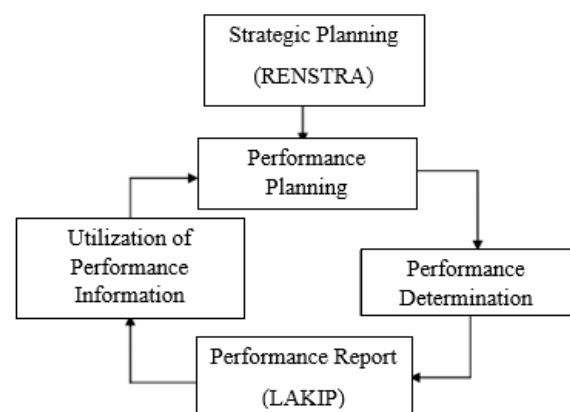 Strategic Planning
(RENSTRA)
Performance
Planning
Utilization of
Performance
Information
Performance
Determination
Performance Report
(LAKIP)